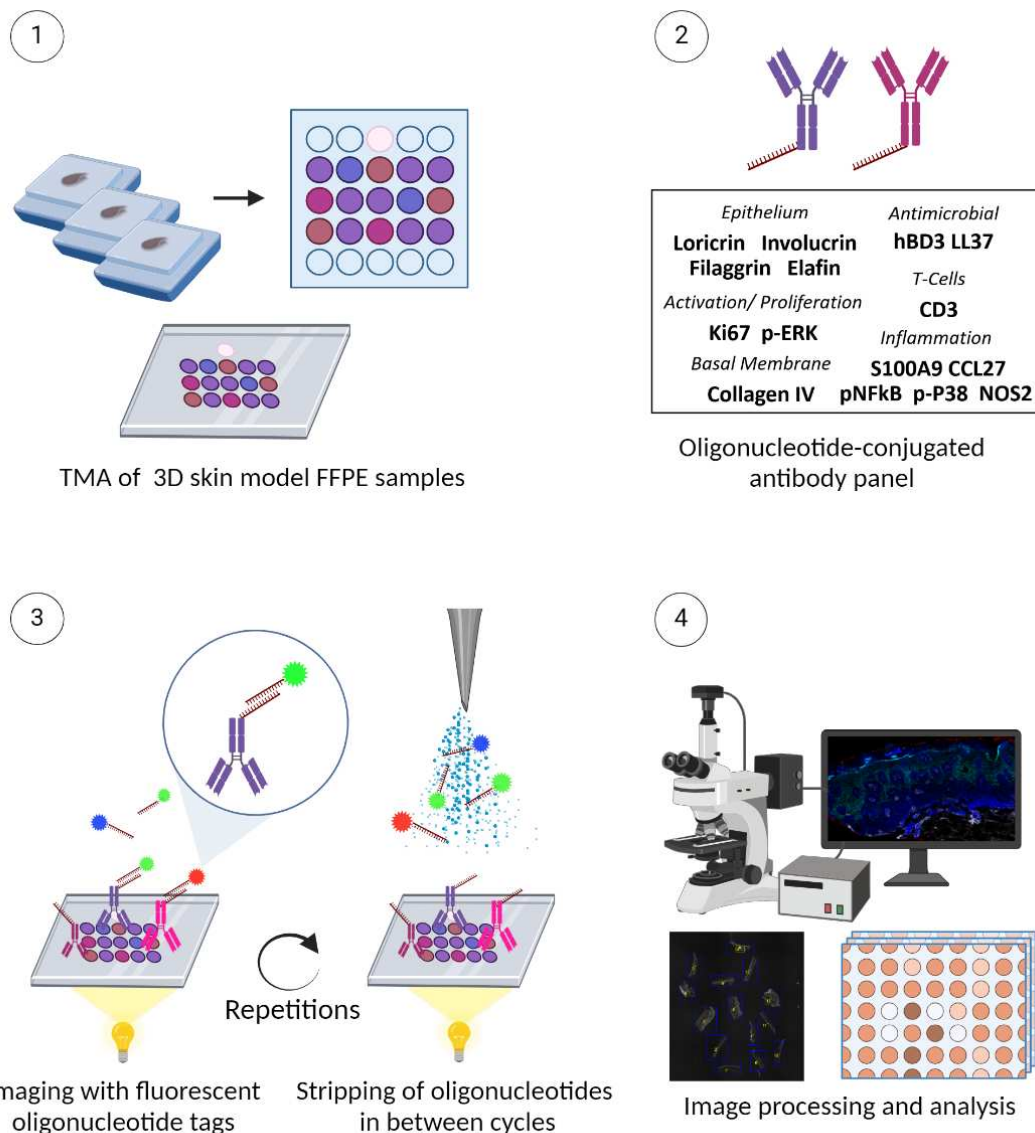 1
TMA of 3D skin model FFPE samples
2
Epithelium
Loricrin Involucrin
Filaggrin Elafin
Activation/ Proliferation
Ki67 p-ERK
Basal Membrane
Collagen IV
Antimicrobial
hBD3 LL37
T-Cells
CD3
Inflammation
S100A9 CCL27
pNFkB p-P38 NOS2
Oligonucleotide-conjugated
antibody panel
3
Repetitions
maging with fluorescent
oligonucleotide tags
Stripping of oligonucleotides
in between cycles
4
Image processing and analysis